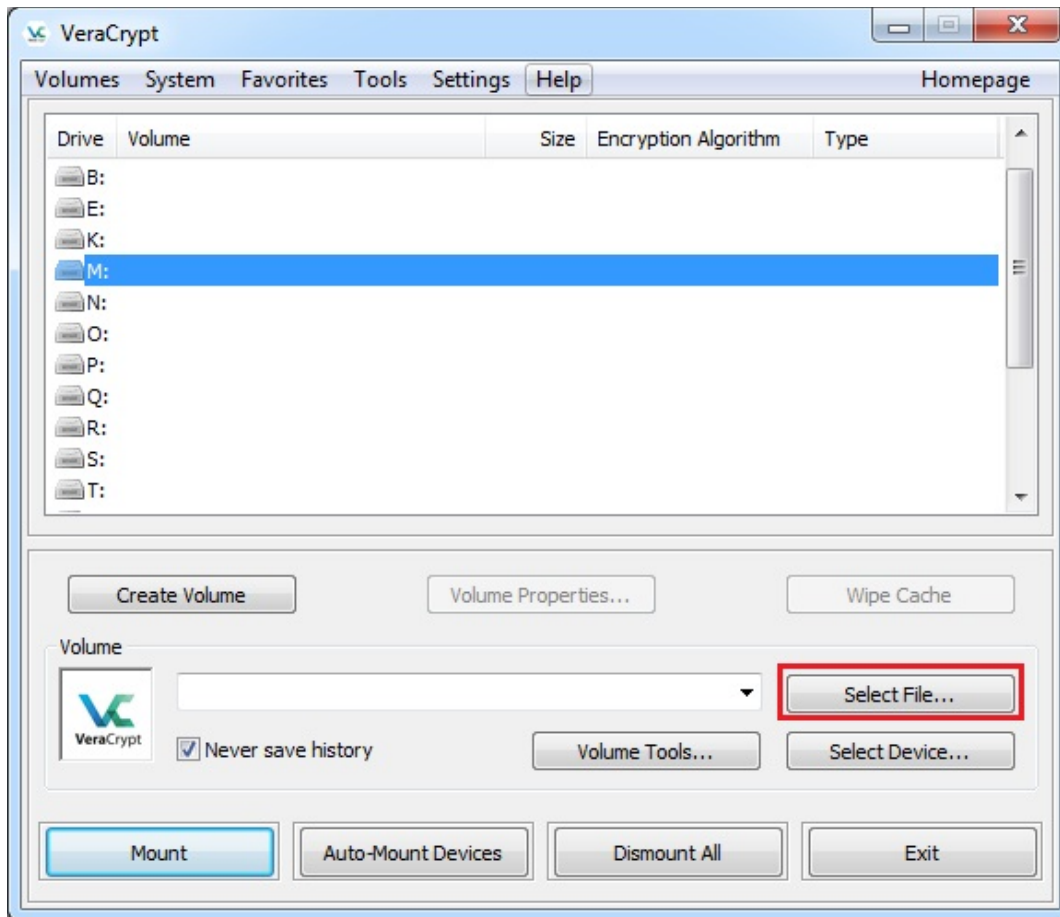 VeraCrypt
Volumes System Favorites Tools Settings Help Homepage
Drive Volume Size Encryption Algorithm Type
B:
E:
K:
M:
N:
O:
P:
Q:
R:
S:
T:
Create Volume Volume Properties... Wipe Cache
Volume
VeraCrypt
Select File...
Never save history Volume Tools... Select Device...
Mount Auto-Mount Devices Dismount All Exit